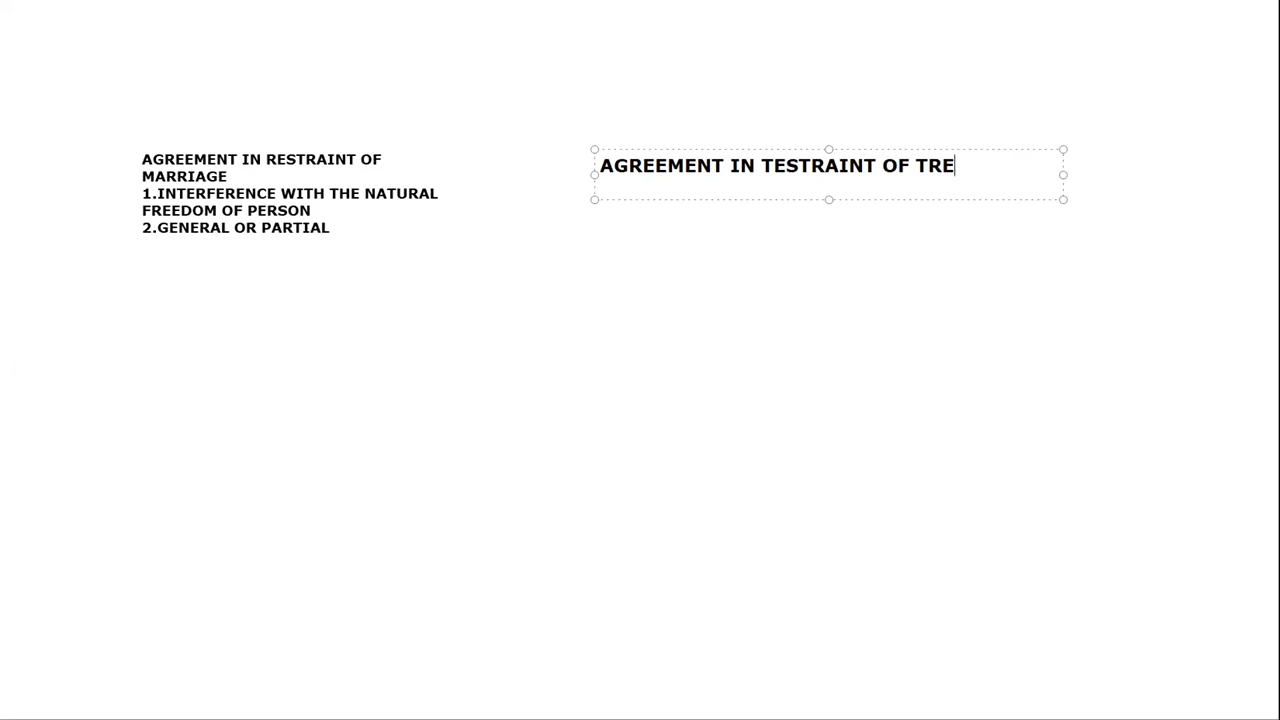 AGREEMENT IN RESTRAINT OF
MARRIAGE
1.INTERFERENCE WITH THE NATURAL
FREEDOM OF PERSON
2.GENERAL OR PARTIAL
AGREEMENT IN TESTRAINT OF TRE